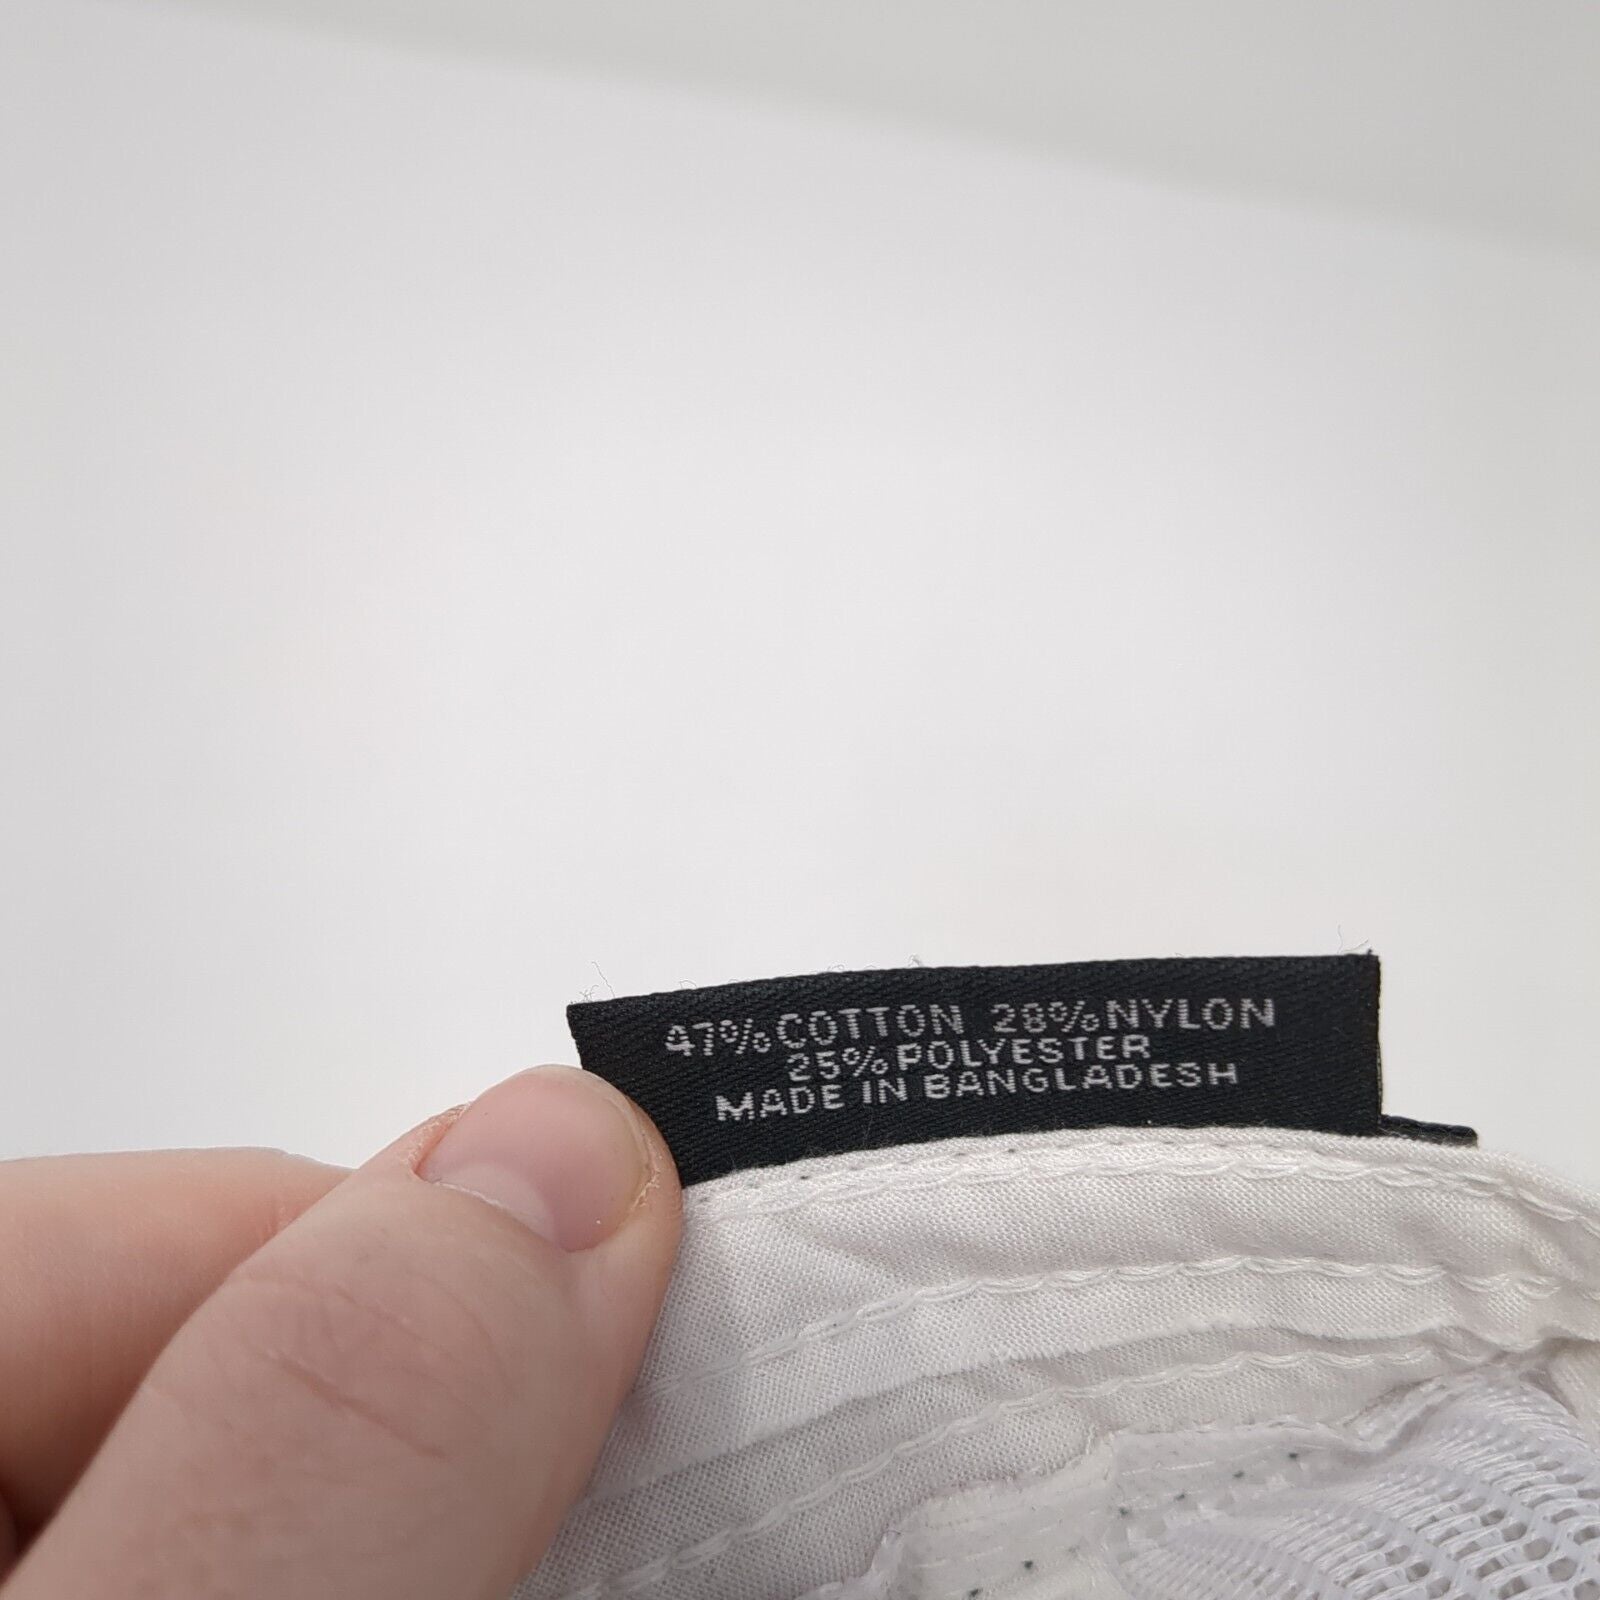 47%COTTON 28%NYLON
25%POLYESTER
MADE IN BANGLADESH